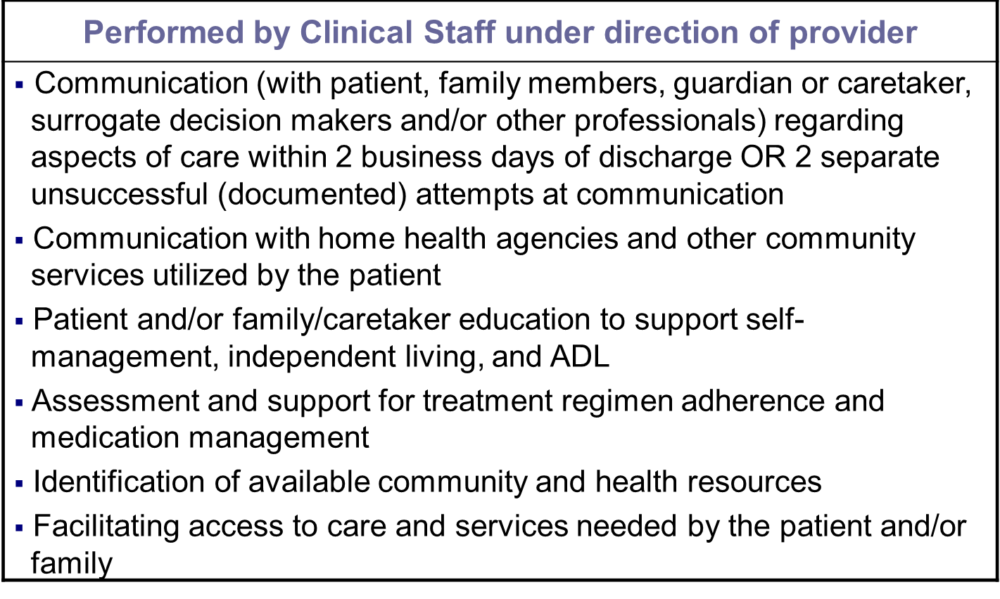 Performed by Clinical Staff under direction of provider
▪ Communication (with patient, family members, guardian or caretaker,
surrogate decision makers and/or other professionals) regarding
aspects of care within 2 business days of discharge OR 2 separate
unsuccessful (documented) attempts at communication
▪ Communication with home health agencies and other community
services utilized by the patient
▪ Patient and/or family/caretaker education to support self-
management, independent living, and ADL
▪ Assessment and support for treatment regimen adherence and
medication management
▪ Identification of available community and health resources
▪ Facilitating access to care and services needed by the patient and/or
family